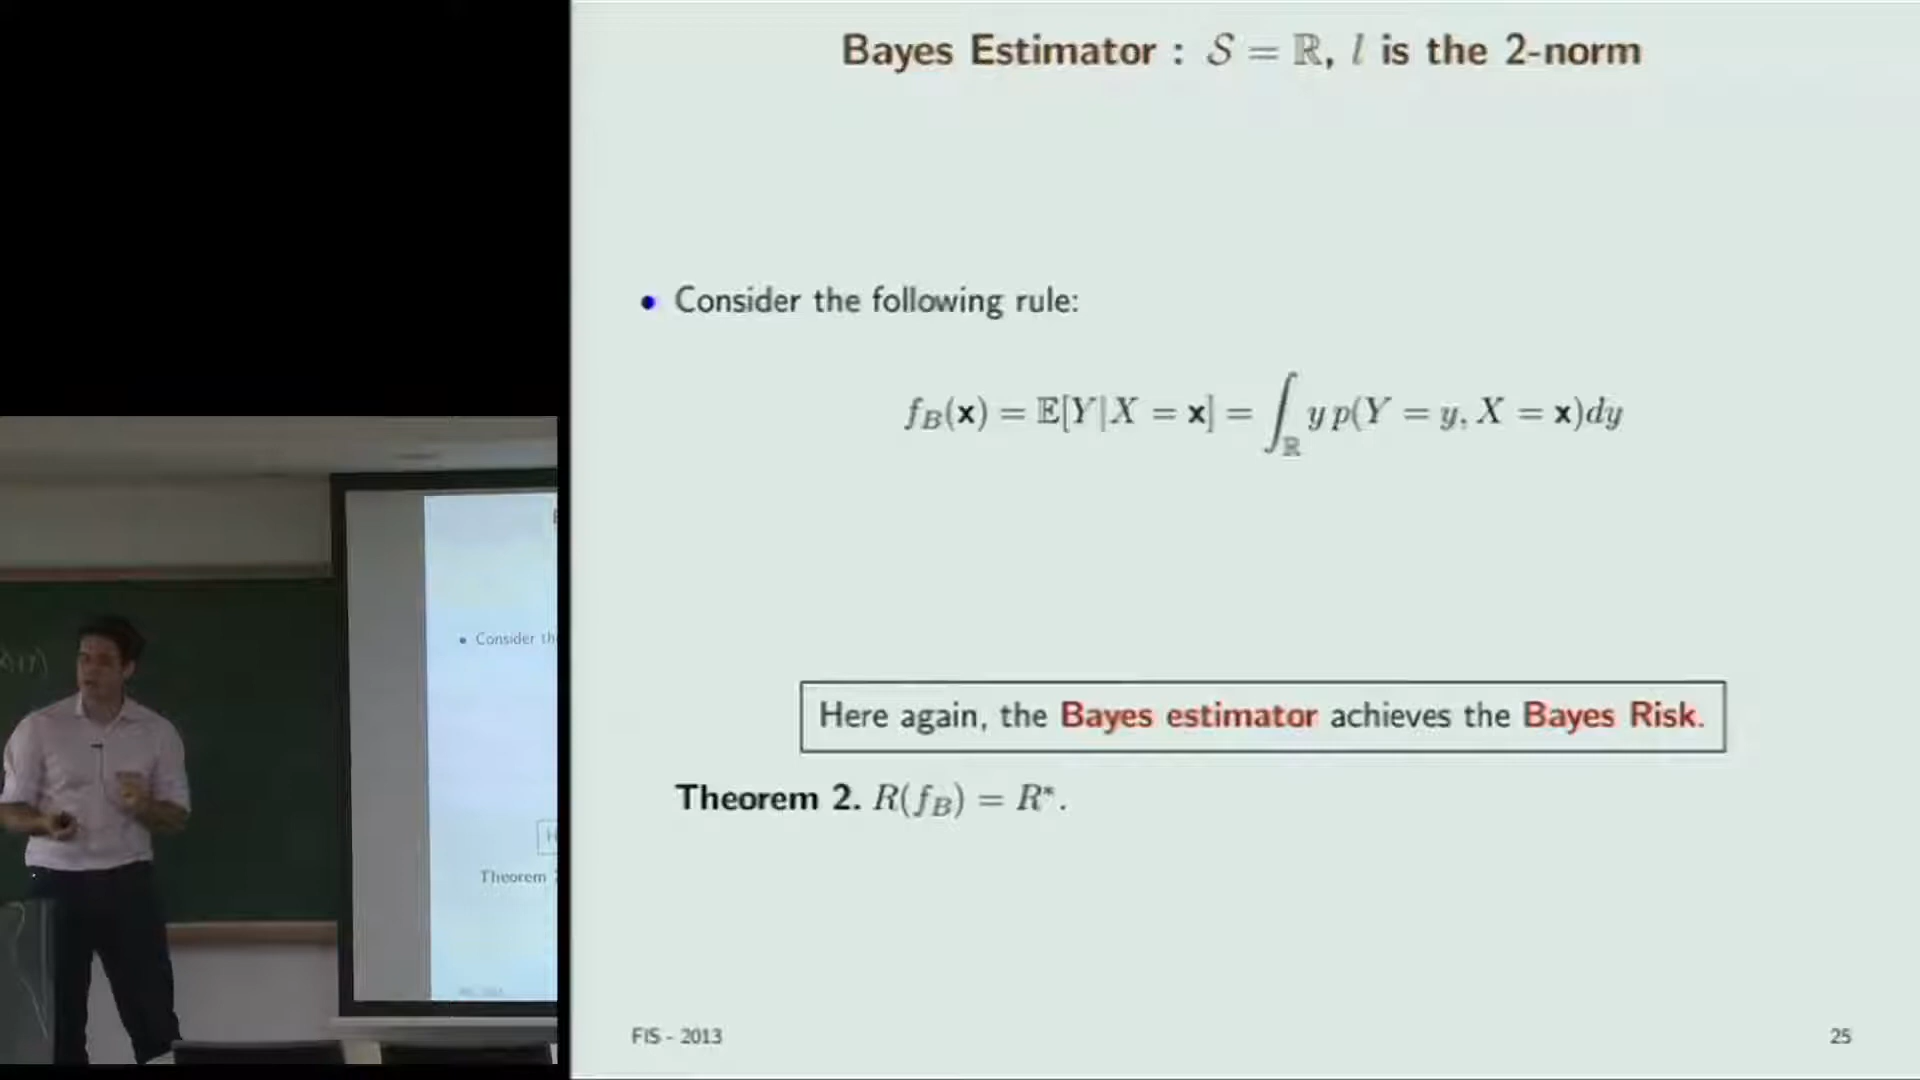 Bayes Estimator : 𝒮 = ℝ, l is the 2-norm
• Consider the following rule:
f_B(x) = 𝔼[Y|X = x] = ∫_ℝ y p(Y = y, X = x)dy
Here again, the Bayes estimator achieves the Bayes Risk.
Theorem 2. R(f_B) = R*.
FIS - 2013
25
• Consider th
H
Theorem